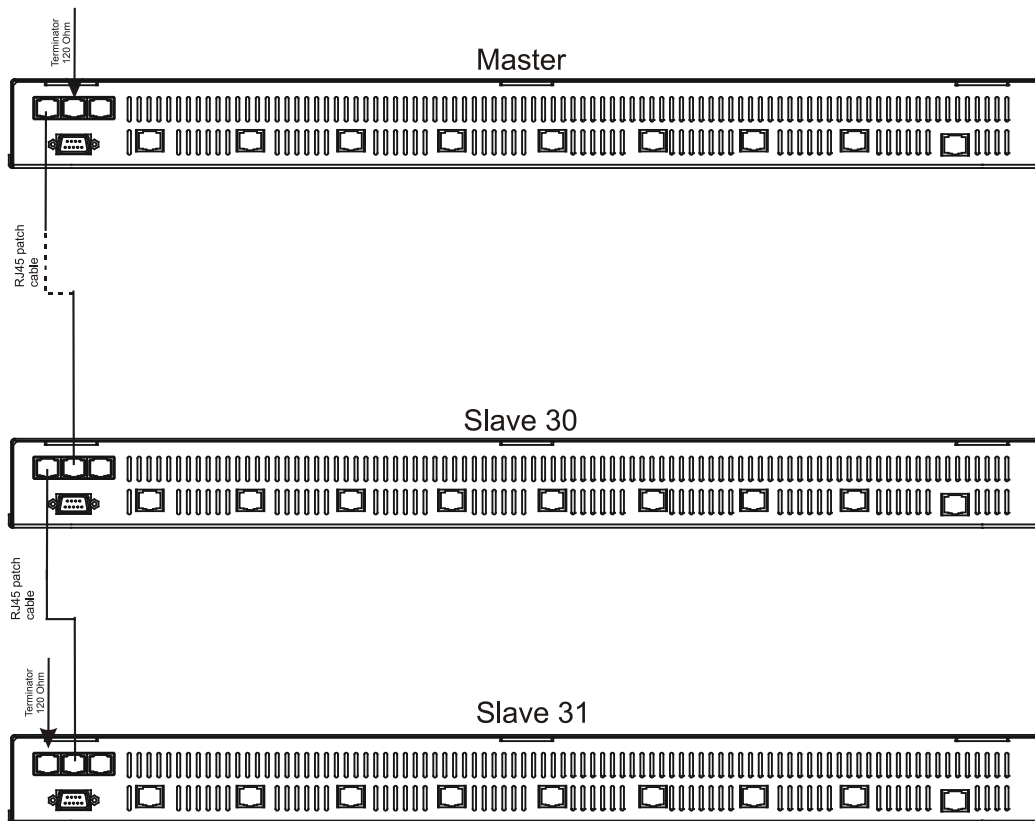 Terminator
120 Ohm
Master
RJ45 patch
cable
Slave 30
RJ45 patch
cable
Terminator
120 Ohm
Slave 31